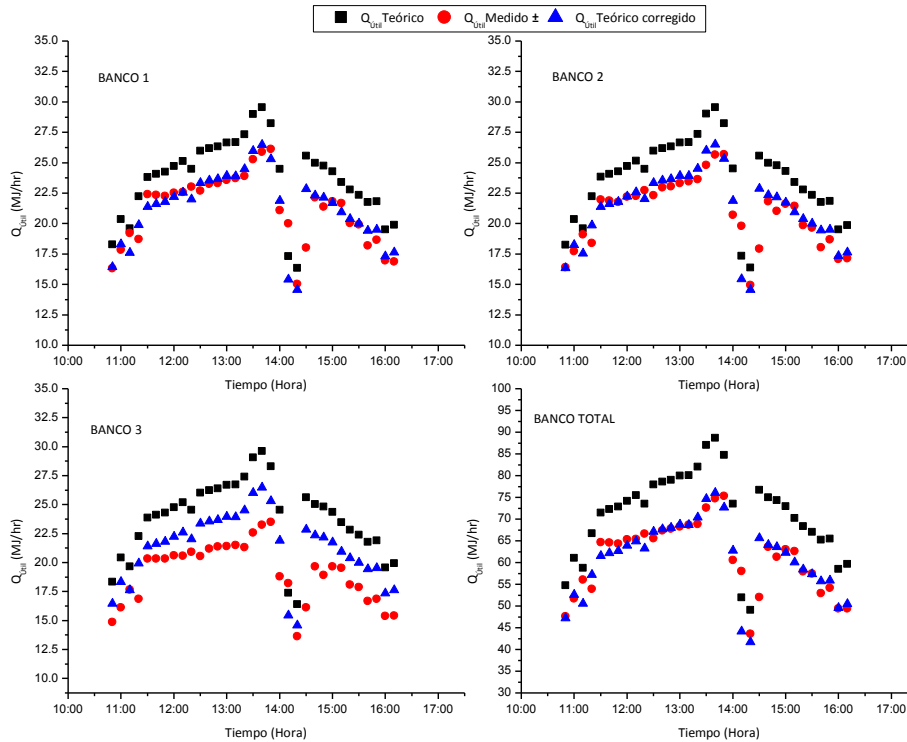 Q_Útil Teórico Q_Útil Medido ± Q_Útil Teórico corregido
BANCO 1
Q_Útil (MJ/hr)
35.0
32.5
30.0
27.5
25.0
22.5
20.0
17.5
15.0
12.5
10.0
10:00 11:00 12:00 13:00 14:00 15:00 16:00 17:00
Tiempo (Hora)
BANCO 2
Q_Útil (MJ/hr)
35.0
32.5
30.0
27.5
25.0
22.5
20.0
17.5
15.0
12.5
10.0
10:00 11:00 12:00 13:00 14:00 15:00 16:00 17:00
Tiempo (Hora)
BANCO 3
Q_Útil (MJ/hr)
35.0
32.5
30.0
27.5
25.0
22.5
20.0
17.5
15.0
12.5
10.0
10:00 11:00 12:00 13:00 14:00 15:00 16:00 17:00
Tiempo (Hora)
BANCO TOTAL
Q_Útil (MJ/hr)
100
95
90
85
80
75
70
65
60
55
50
45
40
35
30
10:00 11:00 12:00 13:00 14:00 15:00 16:00 17:00
Tiempo (Hora)